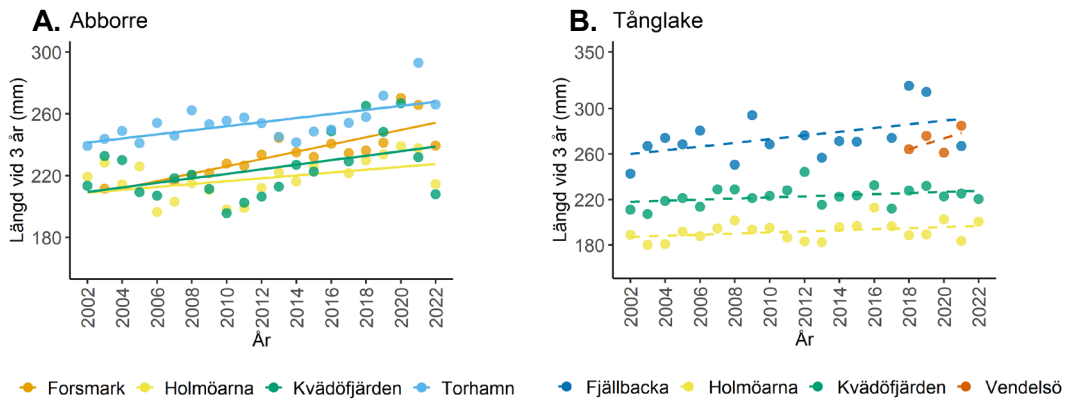 A. Abborre
Längd vid 3 år (mm)
300
260
220
180
2002 2004 2006 2008 2010 2012 2014 2016 2018 2020 2022
År
Forsmark Holmöarna Kvädöfjärden Torhamn
B. Tånglake
Längd vid 3 år (mm)
350
300
260
220
180
2002 2004 2006 2008 2010 2012 2014 2016 2018 2020 2022
År
Fjällbacka Holmöarna Kvädöfjärden Vendelsö